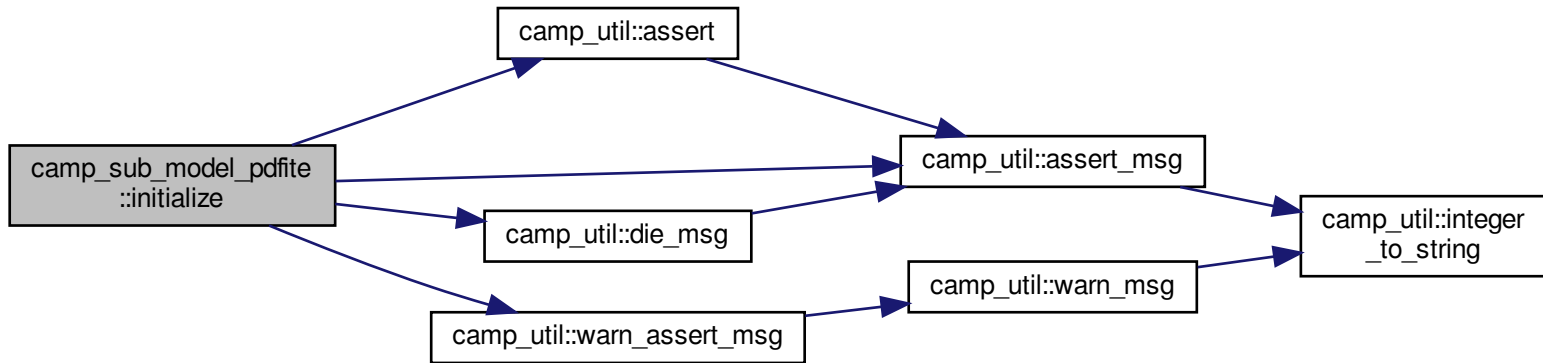 camp_util::assert
camp_sub_model_pdfite
::initialize
camp_util::assert_msg
camp_util::die_msg
camp_util::integer
_to_string
camp_util::warn_msg
camp_util::warn_assert_msg